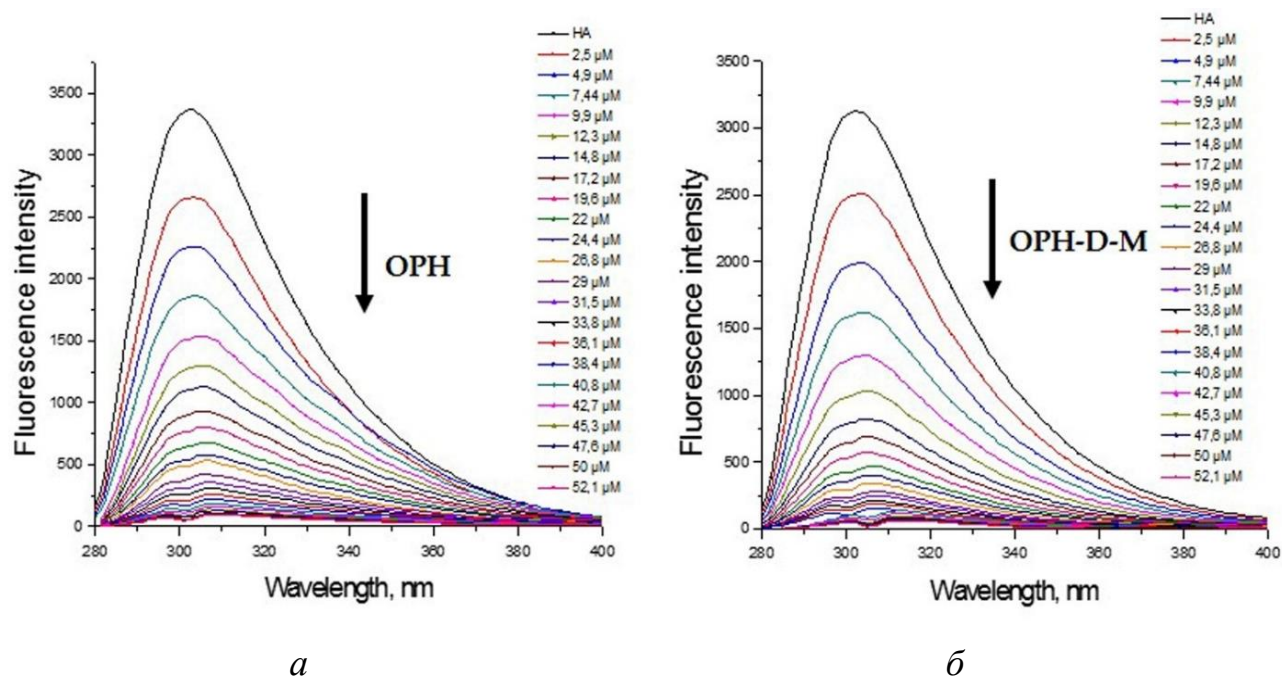 HA
2,5 µM
4,9 µM
7,44 µM
9,9 µM
12,3 µM
14,8 µM
17,2 µM
19,6 µM
22 µM
24,4 µM
26,8 µM
29 µM
31,5 µM
33,8 µM
36,1 µM
38,4 µM
40,8 µM
42,7 µM
45,3 µM
47,6 µM
50 µM
52,1 µM
Fluorescence intensity
3500
3000
2500
2000
1500
1000
500
0
OPH
280 300 320 340 360 380 400
Wavelength, nm
а
HA
2,5 µM
4,9 µM
7,44 µM
9,9 µM
12,3 µM
14,8 µM
17,2 µM
19,6 µM
22 µM
24,4 µM
26,8 µM
29 µM
31,5 µM
33,8 µM
36,1 µM
38,4 µM
40,8 µM
42,7 µM
45,3 µM
47,6 µM
50 µM
52,1 µM
Fluorescence intensity
3500
3000
2500
2000
1500
1000
500
0
OPH-D-M
280 300 320 340 360 380 400
Wavelength, nm
б